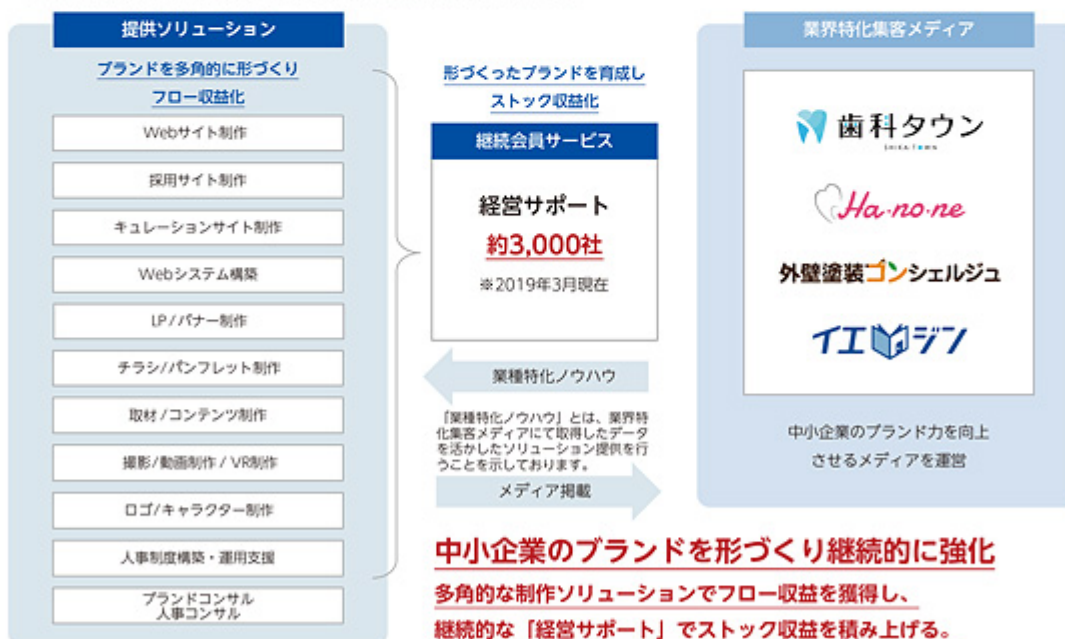 提供ソリューション
ブランドを多角的に形づくり
フロー収益化
Webサイト制作
採用サイト制作
キュレーションサイト制作
Webシステム構築
LP/バナー制作
チラシ/パンフレット制作
取材/コンテンツ制作
撮影/動画制作/VR制作
ロゴ/キャラクター制作
人事制度構築・運用支援
ブランドコンサル
人事コンサル
形づくったブランドを育成し
ストック収益化
継続会員サービス
経営サポート
約3,000社
※2019年3月現在
業種特化ノウハウ
「業種特化ノウハウ」とは、業界特
化集客メディアにて取得したデータ
を活かしたソリューション提供を行
うことを示しております。
メディア掲載
業界特化集客メディア
歯科タウン
SHIKA TOWN
Ha・no・ne
外壁塗装ゴンシェルジュ
イエジン
中小企業のブランド力を向上
させるメディアを運営
中小企業のブランドを形づくり継続的に強化
多角的な制作ソリューションでフロー収益を獲得し、
継続的な「経営サポート」でストック収益を積み上げる。